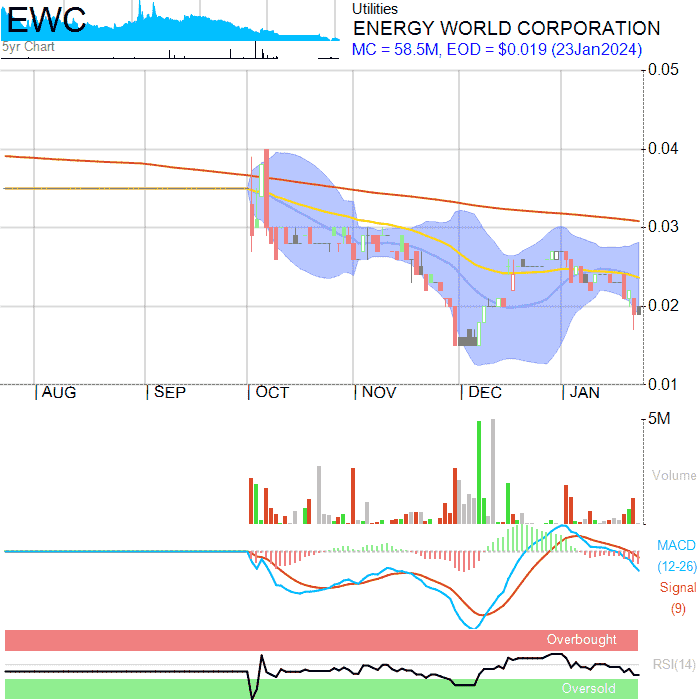 EWC
5yr Chart
Utilities
ENERGY WORLD CORPORATION
MC = 58.5M, EOD = $0.019 (23Jan2024)
0.05
0.04
0.03
0.02
0.01
AUG SEP OCT NOV DEC JAN
5M
Volume
MACD
(12-26)
Signal
(9)
Overbought
RSI(14)
Oversold